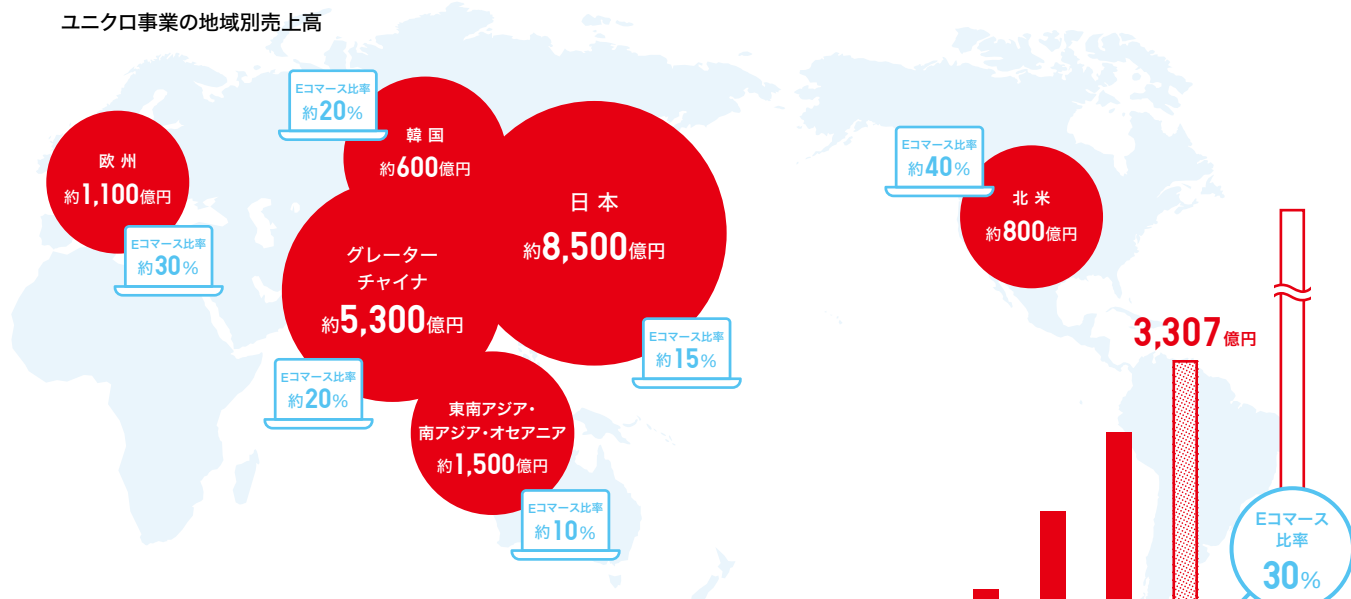 ユニクロ事業の地域別売上高
欧 州
約1,100億円
Eコマース比率
約30%
Eコマース比率
約20%
韓 国
約600億円
日 本
約8,500億円
Eコマース比率
約15%
グレーター
チャイナ
約5,300億円
Eコマース比率
約20%
東南アジア・
南アジア・オセアニア
約1,500億円
Eコマース比率
約10%
Eコマース比率
約40%
北 米
約800億円
3,307億円
Eコマース
比率
30%